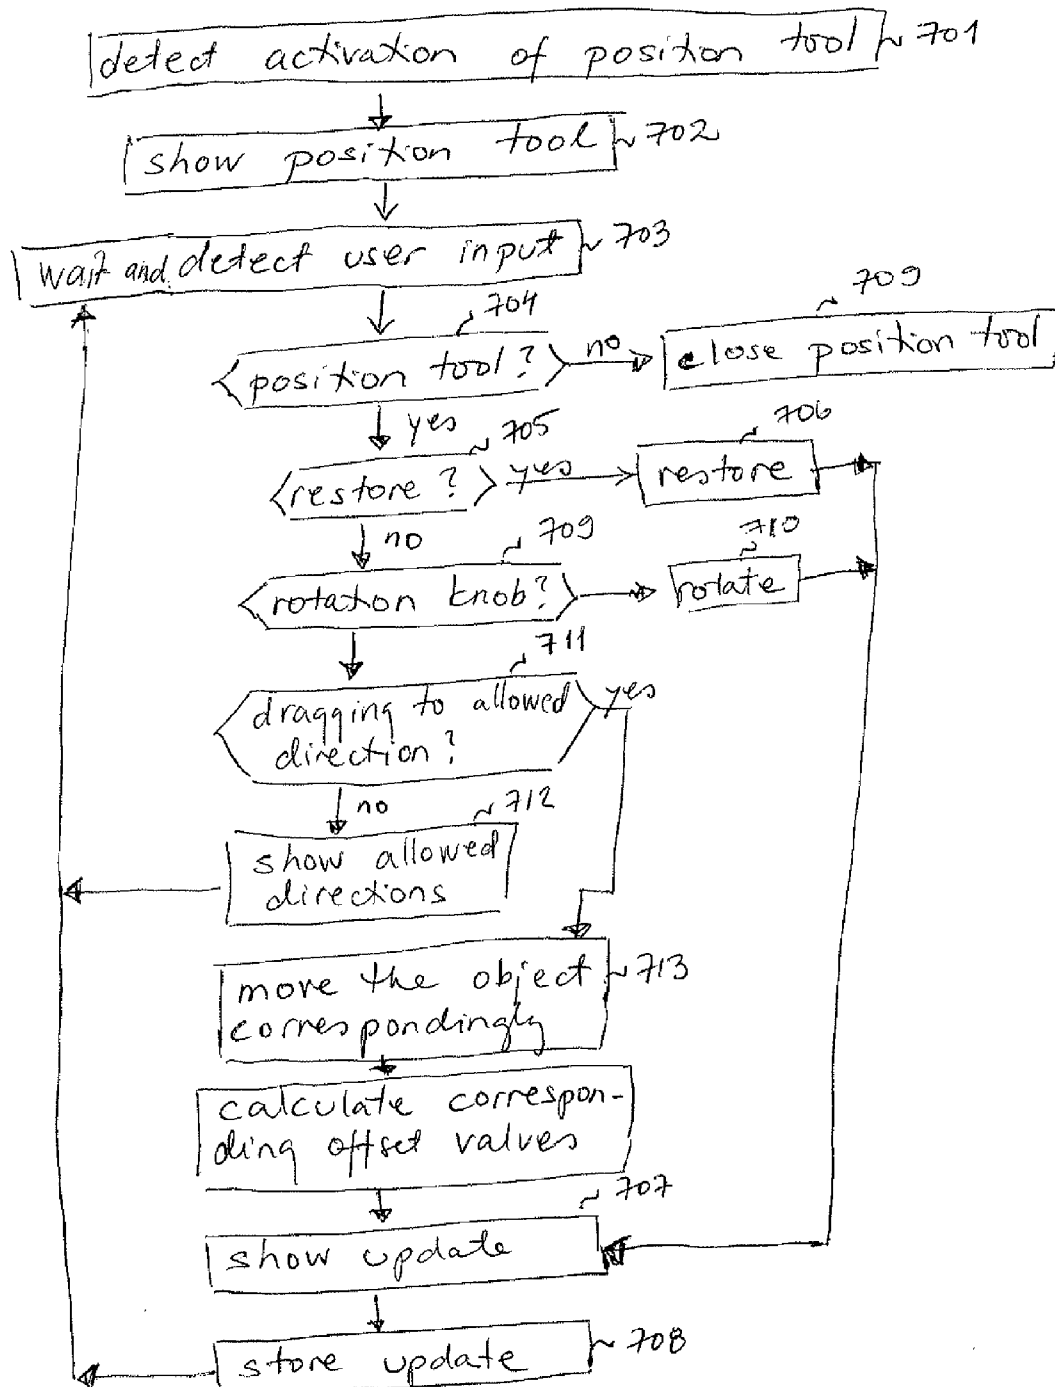 detect activation of position tool 701
show position tool 702
wait and detect user input 703
704
709
position tool? no close position tool
yes
705
706
restore? yes restore
no
709
710
rotation knob? rotate
711
dragging to allowed yes
direction?
no
712
show allowed
directions
move the object 713
correspondingly
calculate correspon-
ding offset values
707
show update
store update 708